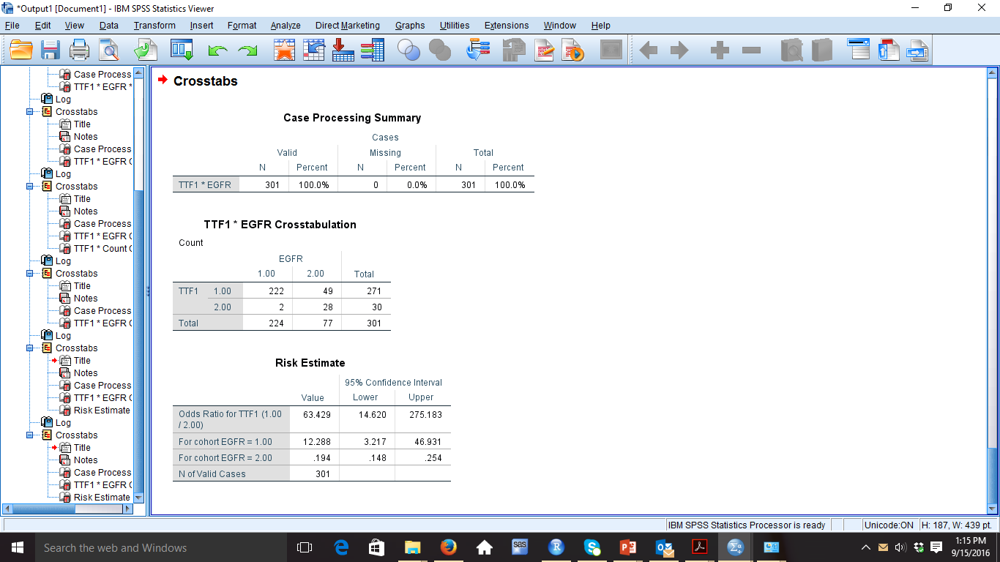 *Output1 [Document1] - IBM SPSS Statistics Viewer
File Edit View Data Transform Insert Format Analyze Direct Marketing Graphs Utilities Extensions Window Help
Case Process
TTF1 * EGFR *
Log
Crosstabs
Title
Notes
Case Process
TTF1 * EGFR C
Log
Crosstabs
Title
Notes
Case Process
TTF1 * EGFR C
TTF1 * Count C
Log
Crosstabs
Title
Notes
Case Process
TTF1 * EGFR C
Log
Crosstabs
Title
Notes
Case Process
TTF1 * EGFR C
Risk Estimate
Log
Crosstabs
Title
Notes
Case Process
TTF1 * EGFR C
Risk Estimate
Crosstabs
Case Processing Summary
Cases
Valid Missing Total
N Percent N Percent N Percent
TTF1 * EGFR 301 100.0% 0 0.0% 301 100.0%
TTF1 * EGFR Crosstabulation
Count
EGFR
1.00 2.00 Total
TTF1 1.00 222 49 271
2.00 2 28 30
Total 224 77 301
Risk Estimate
95% Confidence Interval
Value Lower Upper
Odds Ratio for TTF1 (1.00 63.429 14.620 275.183
/ 2.00)
For cohort EGFR = 1.00 12.288 3.217 46.931
For cohort EGFR = 2.00 .194 .148 .254
N of Valid Cases 301
IBM SPSS Statistics Processor is ready Unicode:ON H: 187, W: 439 pt.
Search the web and Windows
sas
R
1:15 PM
9/15/2016